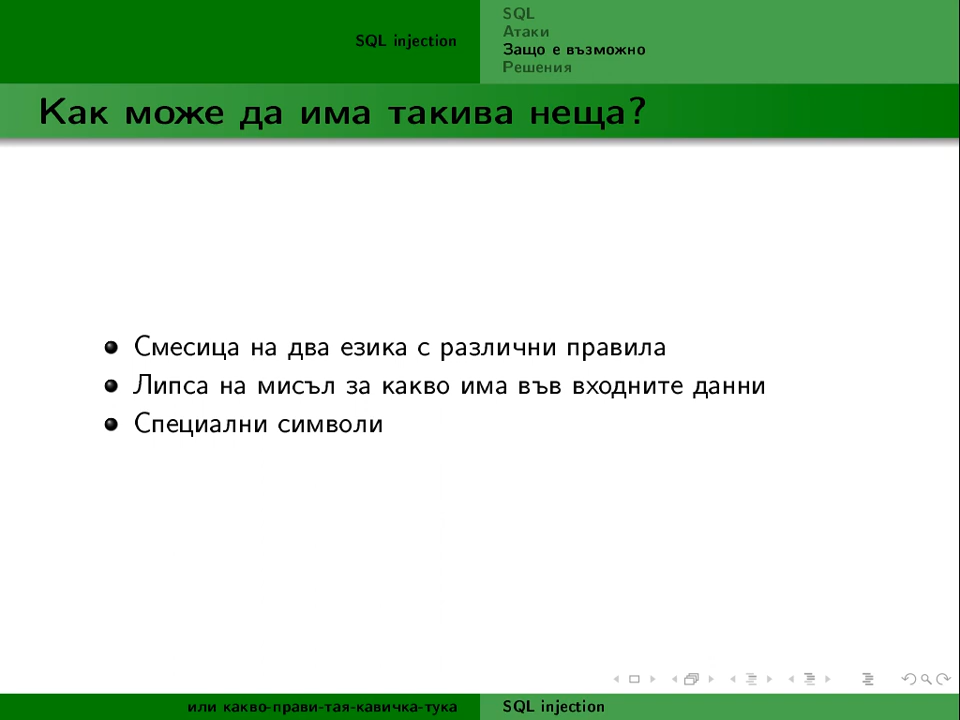 SQL injection
SQL
Атаки
Защо е възможно
Решения
Как може да има такива неща?
Смесица на два езика с различни правила
Липса на мисъл за какво има във входните данни
Специални символи
или какво-прави-тая-кавичка-тука
SQL injection